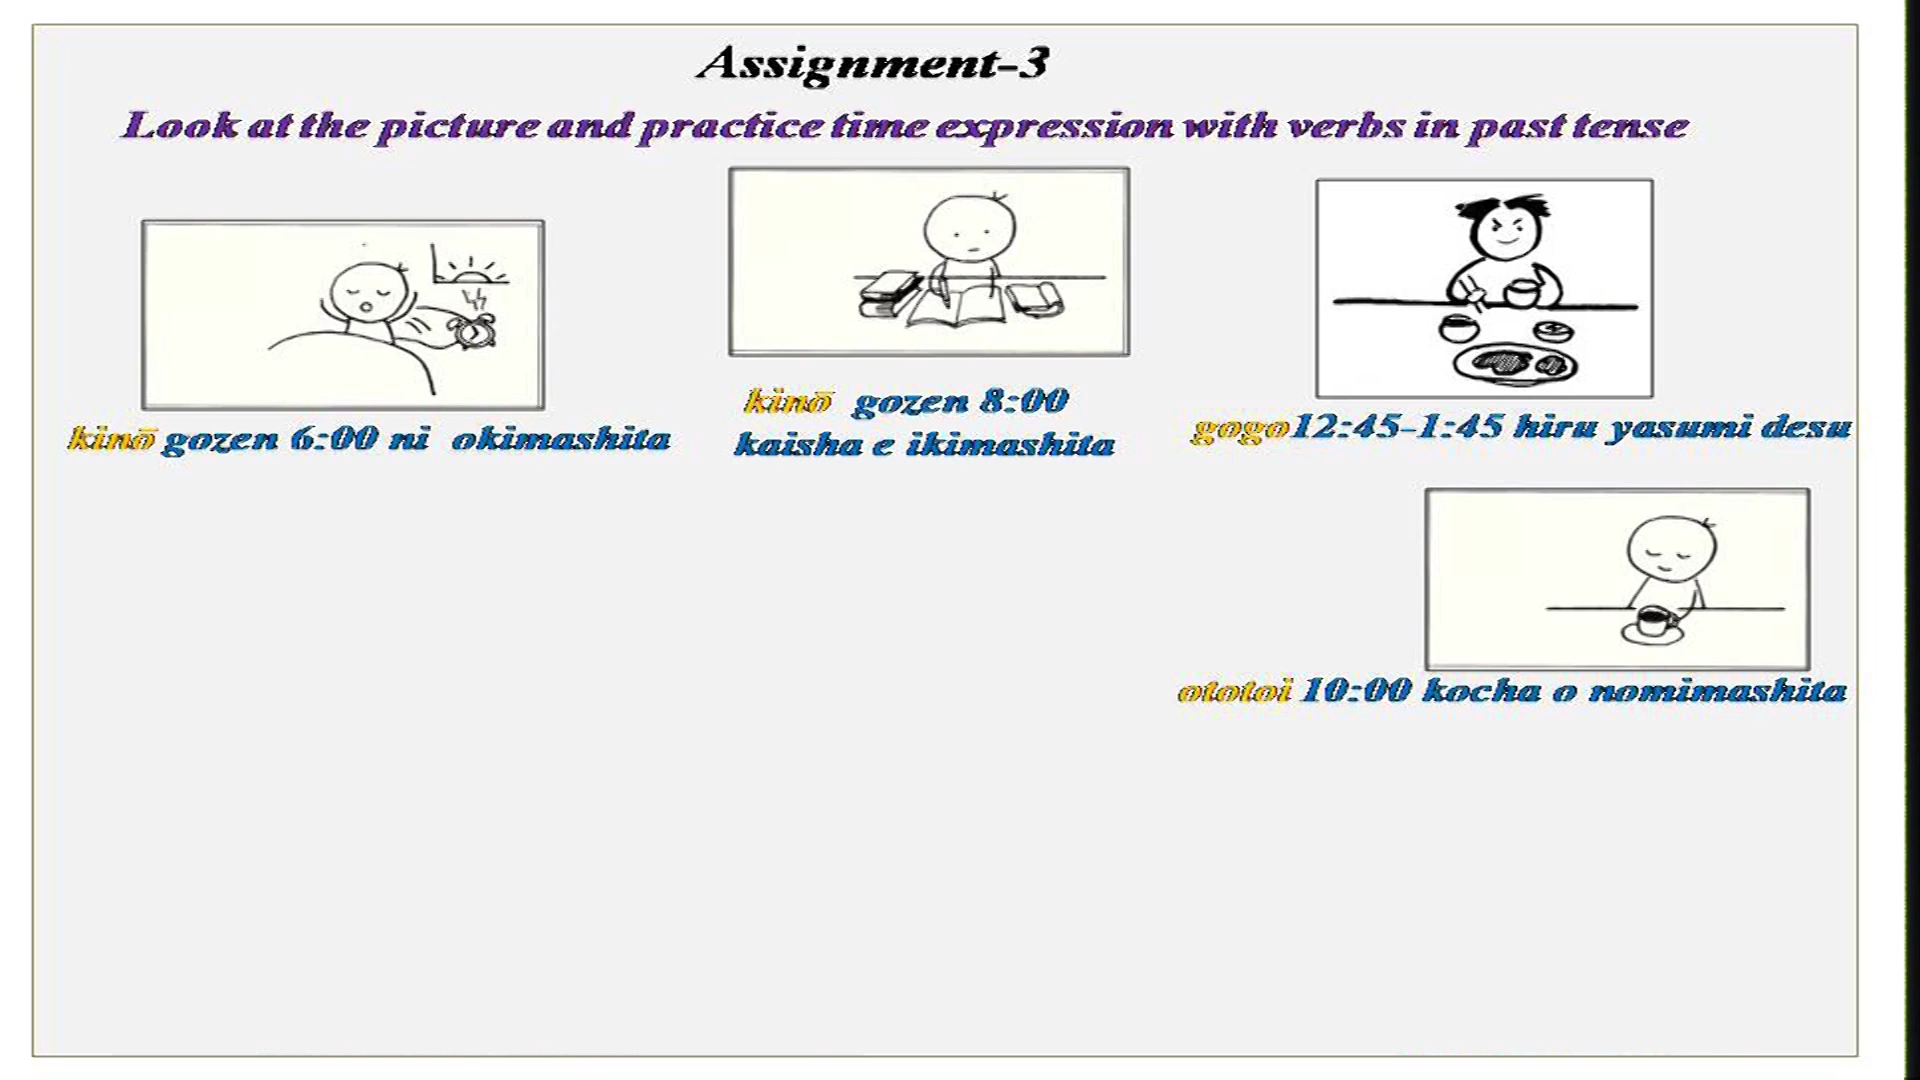 Assignment-3
Look at the picture and practice time expression with verbs in past tense
kinō gozen 6:00 ni okimashita
kinō gozen 8:00
kaisha e ikimashita
gogo 12:45-1:45 hiru yasumi desu
ototoi 10:00 kocha o nomimashita